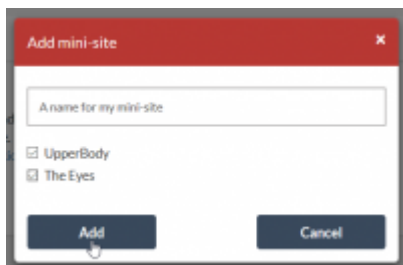 Add mini-site
×
A name for my mini-site
UpperBody
The Eyes
Add
Cancel